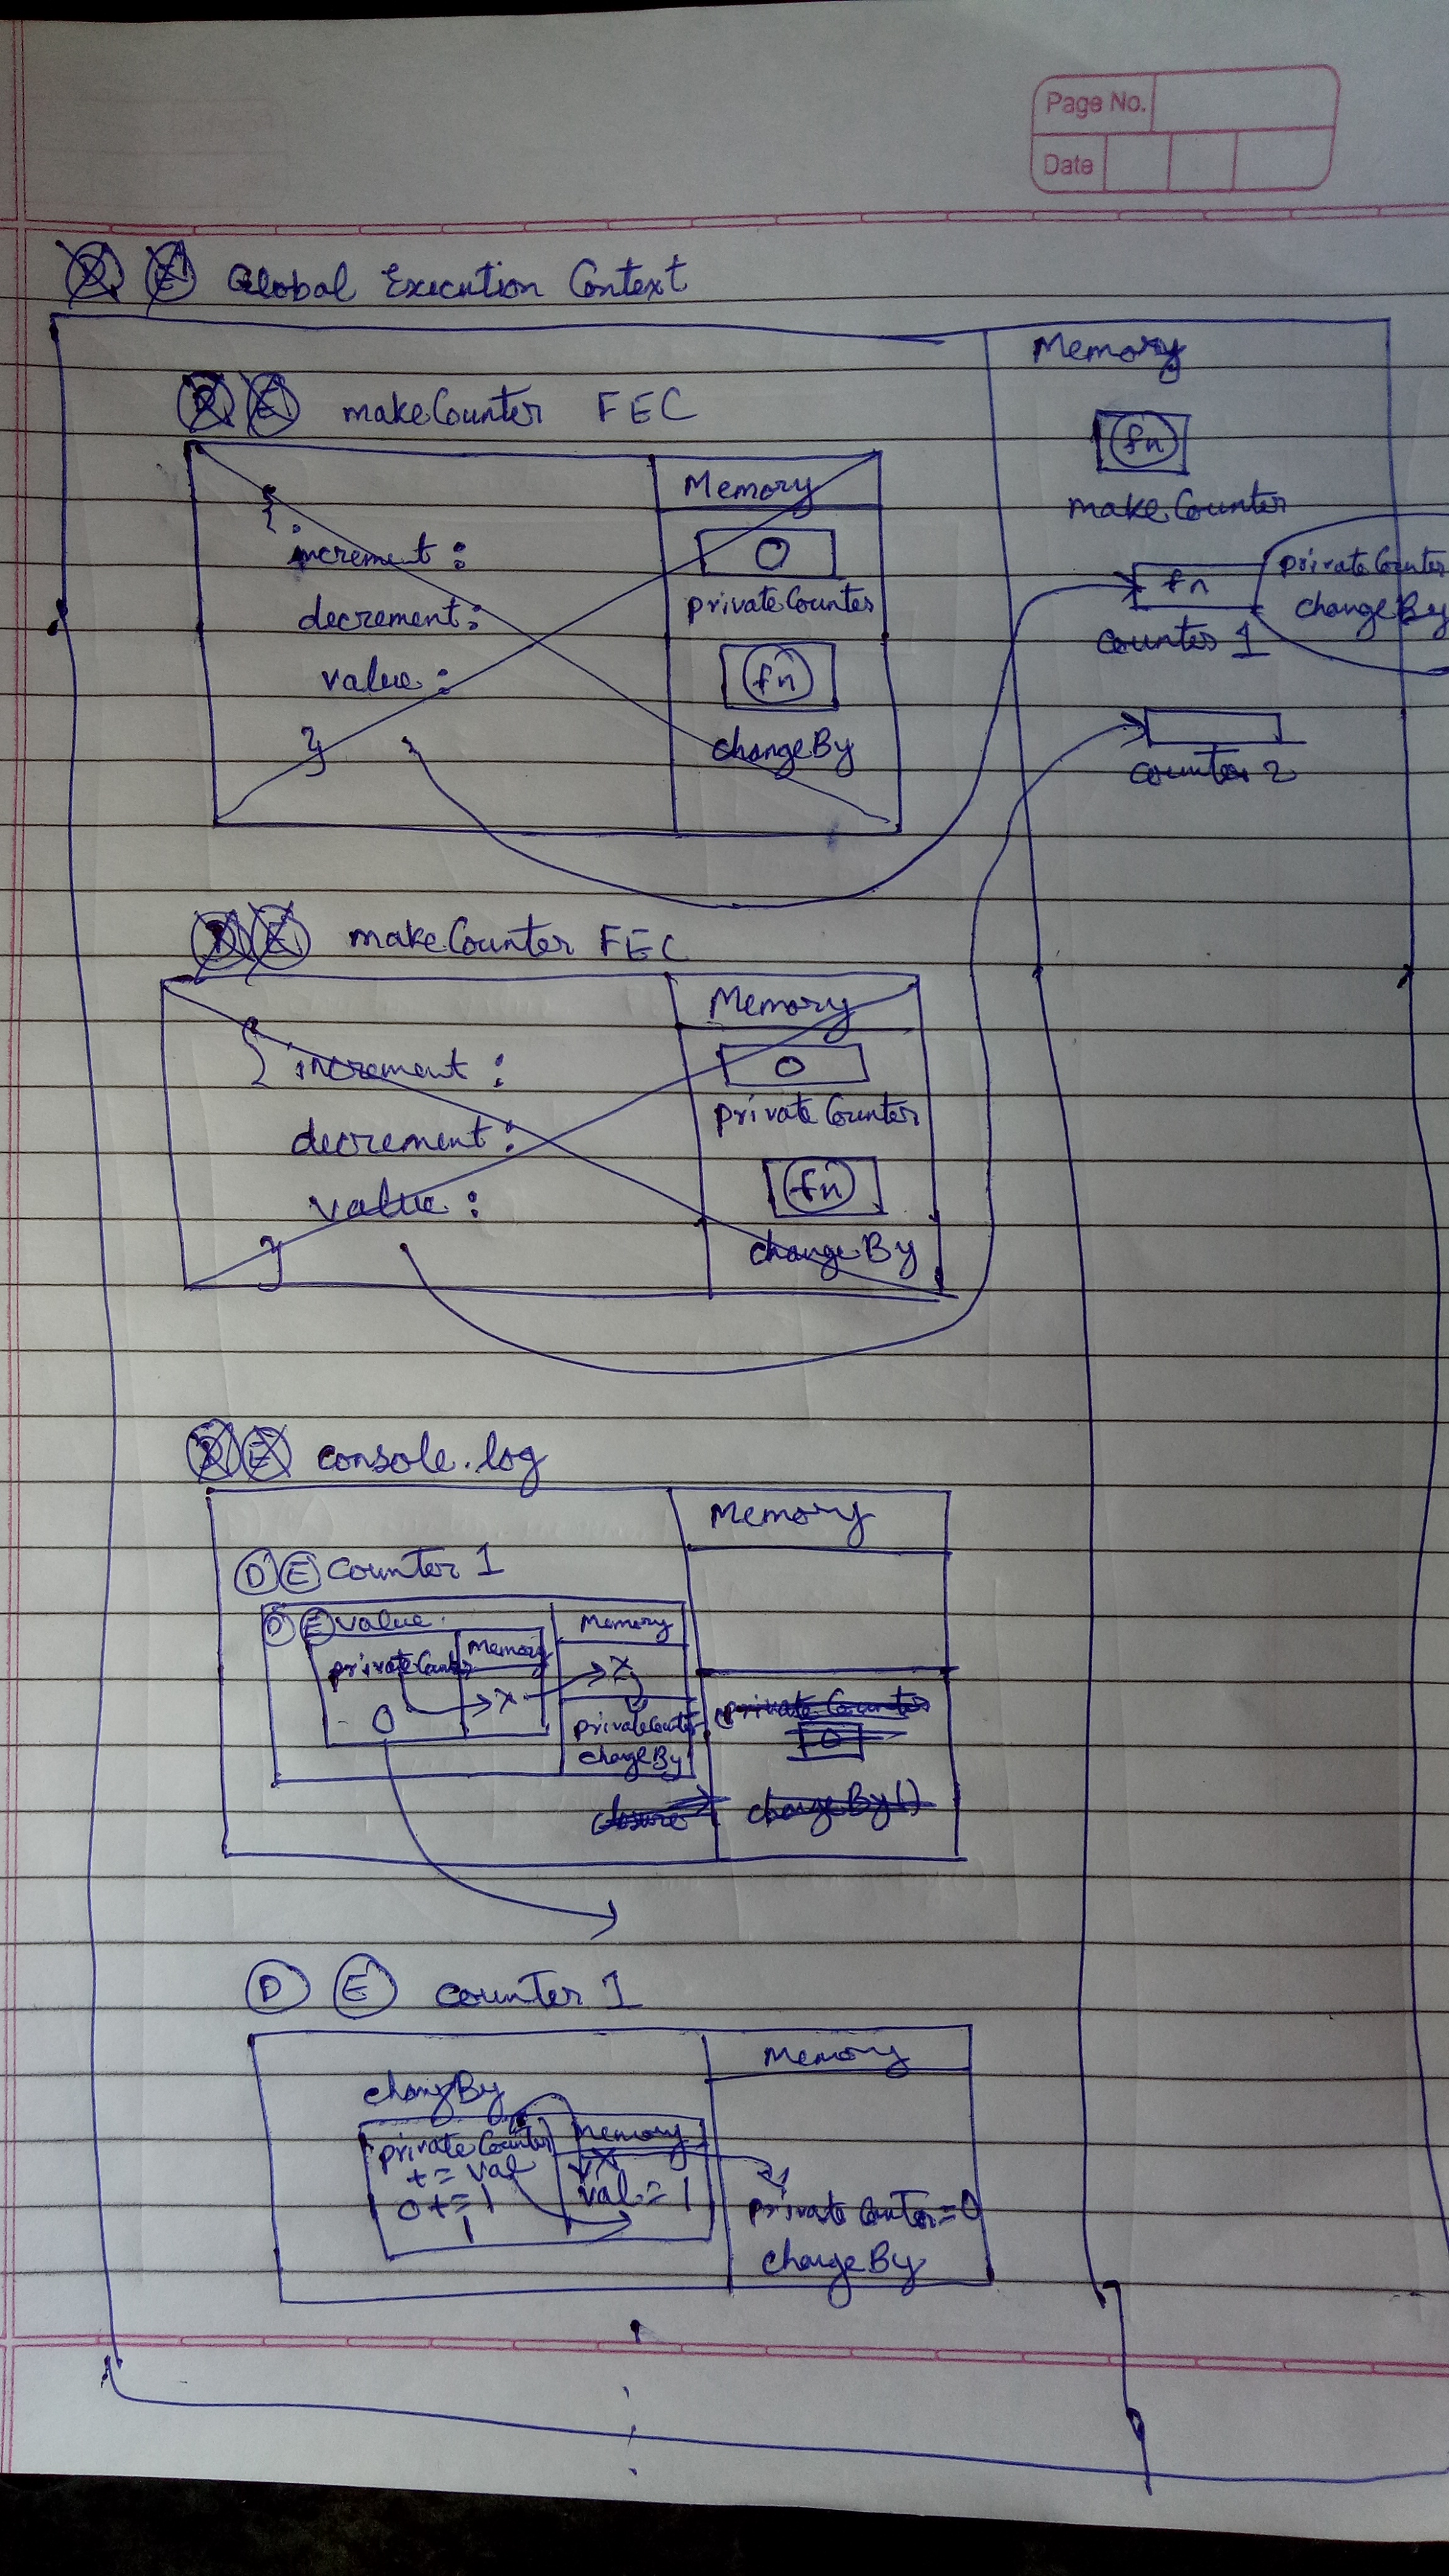 Page No.
Date
D E Global Execution Context
Memory
fn
makeCounter
fn
privateCounter
changeBy
counter 1
counter 2
D E makeCounter FEC
{
increment :
decrement :
value :
}
Memory
0
privateCounter
fn
changeBy
D E makeCounter FEC
{ increment :
decrement :
value :
}
Memory
0
privateCounter
fn
changeBy
D E console.log
Memory
D E counter 1
D E value
Memory
privateCounter
Memory
x
x
0
privateCounter
changeBy
privateCounter
0
closure
changeBy()
D E counter 1
Memory
changBy
privateCounter
+= val
0 += 1
1
Memory
x
val = 1
privateCounter=0
changeBy